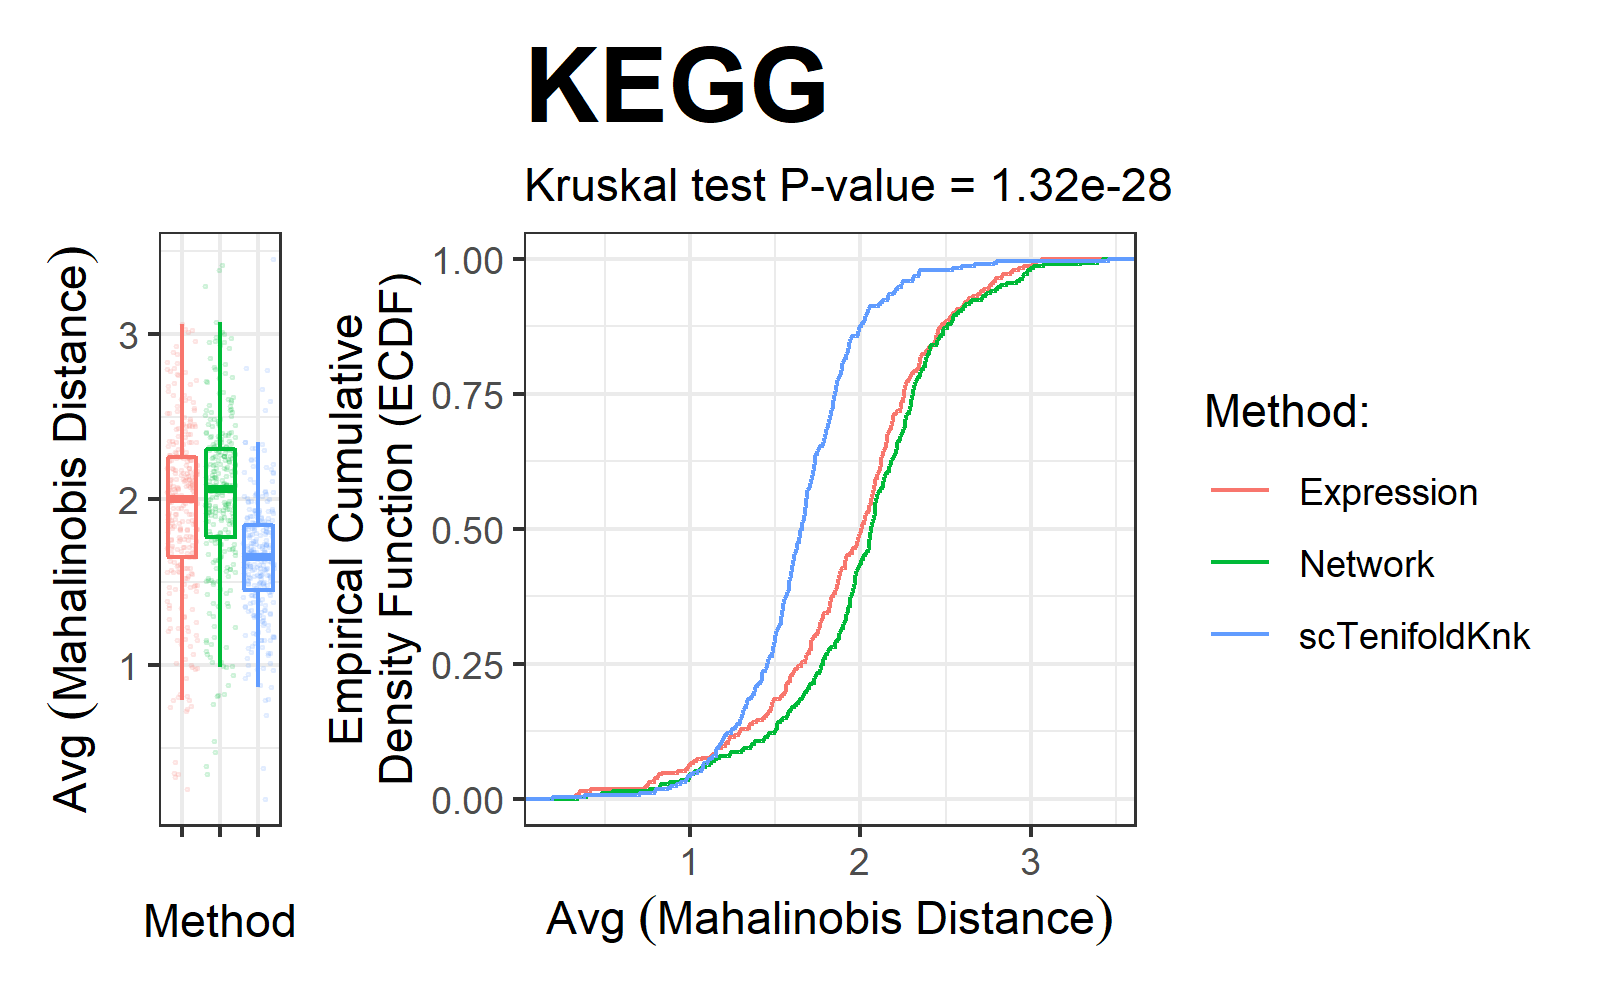 KEGG
Kruskal test P-value = 1.32e-28
Avg (Mahalinobis Distance)
3
2
1
Method
Empirical Cumulative
Density Function (ECDF)
1.00
0.75
0.50
0.25
0.00
1 2 3
Avg (Mahalinobis Distance)
Method:
Expression
Network
scTenifoldKnk